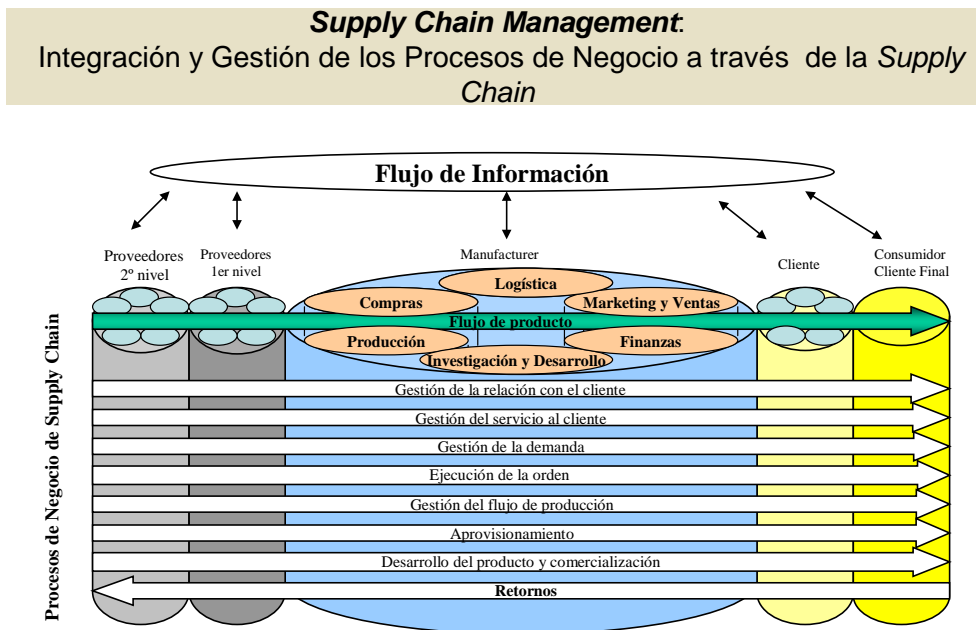 Supply Chain Management:
Integración y Gestión de los Procesos de Negocio a través de la Supply
Chain
Flujo de Información
Proveedores
2º nivel
Proveedores
1er nivel
Manufacturer
Cliente
Consumidor
Cliente Final
Logística
Compras
Marketing y Ventas
Flujo de producto
Producción
Finanzas
Investigación y Desarrollo
Procesos de Negocio de Supply Chain
Gestión de la relación con el cliente
Gestión del servicio al cliente
Gestión de la demanda
Ejecución de la orden
Gestión del flujo de producción
Aprovisionamiento
Desarrollo del producto y comercialización
Retornos